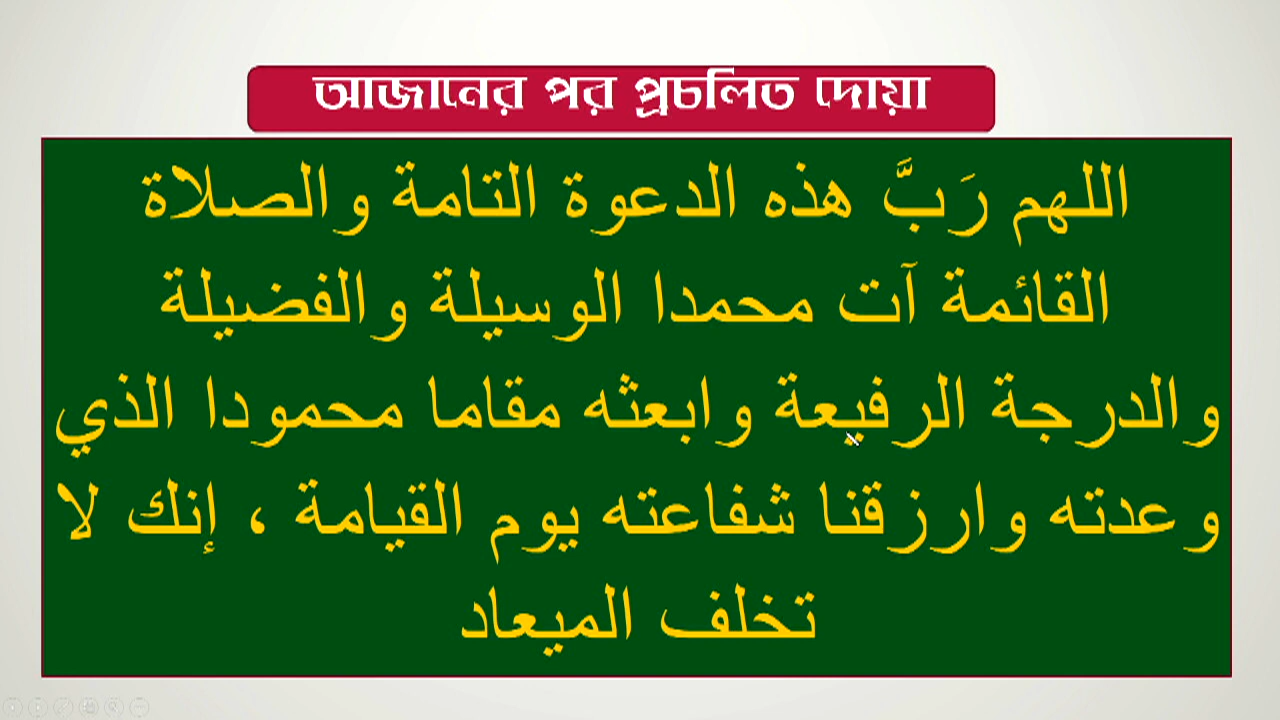 আজানের পর প্রচলিত দোয়া
اللهم رَبَّ هذه الدعوة التامة والصلاة
القائمة آت محمدا الوسيلة والفضيلة
والدرجة الرفيعة وابعثه مقاما محمودا الذي
وعدته وارزقنا شفاعته يوم القيامة ، إنك لا
تخلف الميعاد